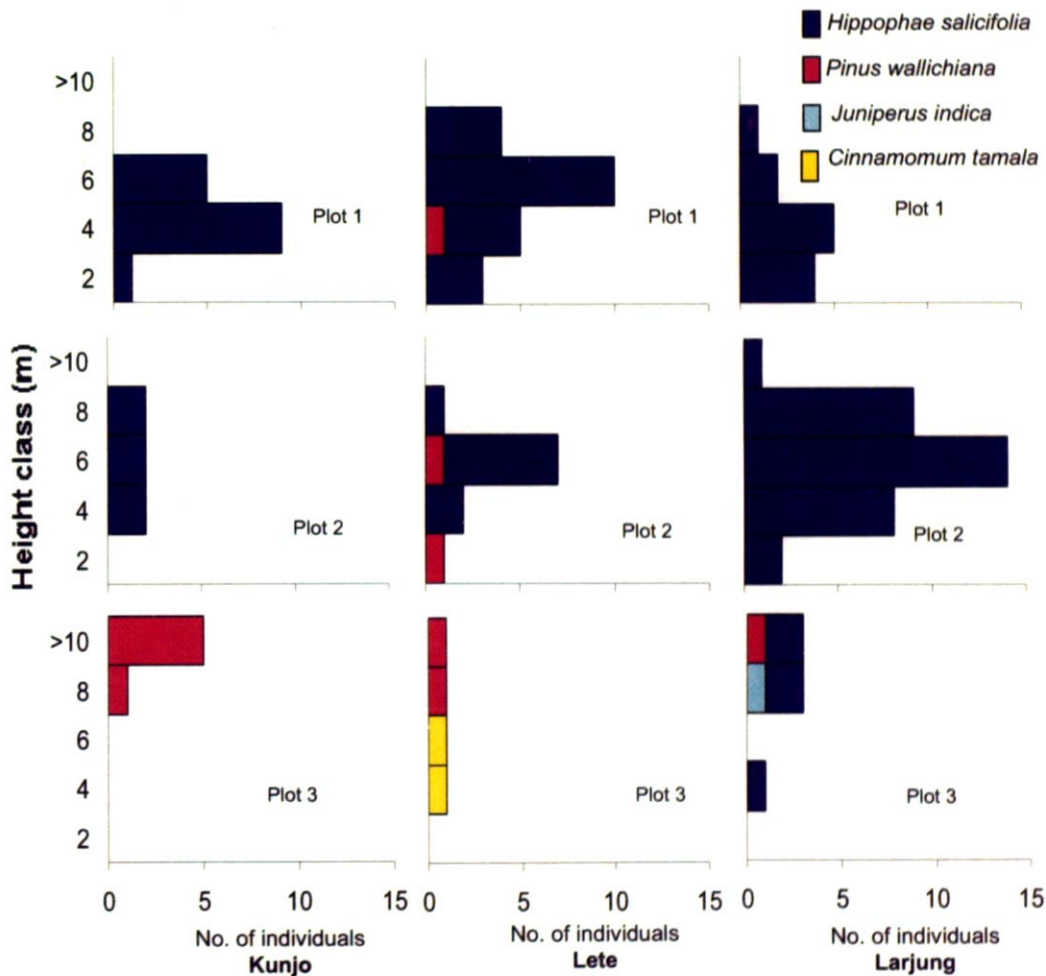 Hippophae salicifolia
Pinus wallichiana
Juniperus indica
Cinnamomum tamala
Height class (m)
>10
8
6
4
2
Plot 1
Plot 1
Plot 1
>10
8
6
4
2
Plot 2
Plot 2
Plot 2
>10
8
6
4
2
Plot 3
Plot 3
Plot 3
0 5 10 15
0 5 10 15
0 5 10 15
No. of individuals
Kunjo
No. of individuals
Lete
No. of individuals
Larjung